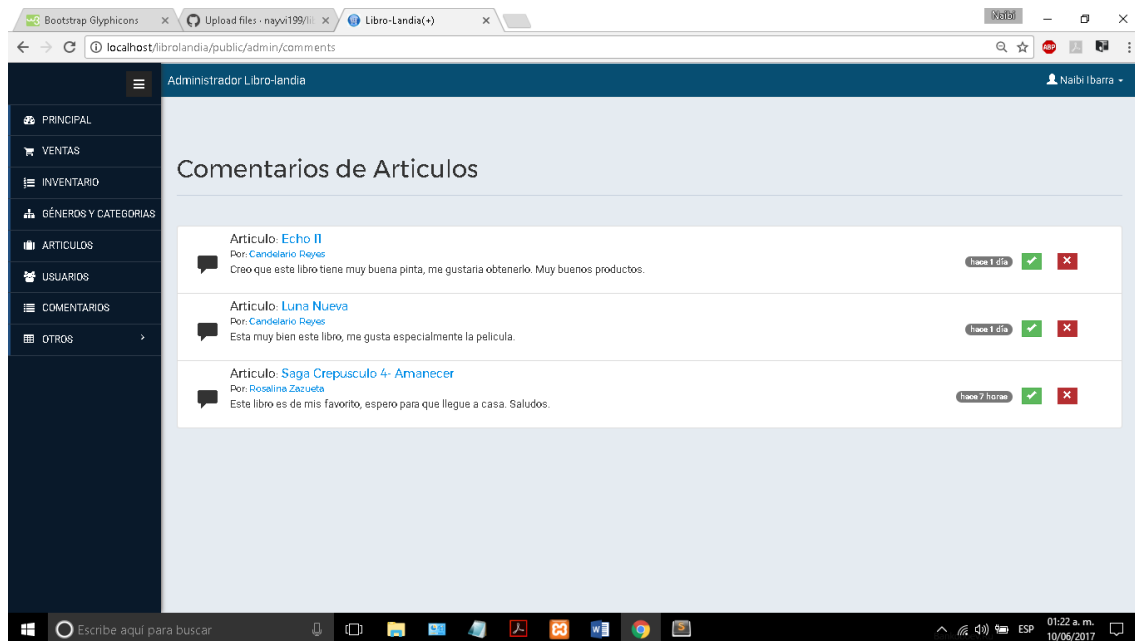 Bootstrap Glyphicons
Upload files · nayvi199/li
Libro-Landia(+)
Naibi
localhost/librolandia/public/admin/comments
ABP
Administrador Libro-landia
Naibi Ibarra
PRINCIPAL
VENTAS
INVENTARIO
GÉNEROS Y CATEGORIAS
ARTICULOS
USUARIOS
COMENTARIOS
OTROS
Comentarios de Articulos
Articulo: Echo
Por: Candelario Reyes
Creo que este libro tiene muy buena pinta, me gustaria obtenerlo. Muy buenos productos.
hace 1 día
Articulo: Luna Nueva
Por: Candelario Reyes
Esta muy bien este libro, me gusta especialmente la pelicula.
hace 1 día
Articulo: Saga Crepusculo 4- Amanecer
Por: Rosalina Zazueta
Este libro es de mis favorito, espero para que llegue a casa. Saludos.
hace 7 horas
Escribe aquí para buscar
ESP
01:22 a. m.
10/06/2017